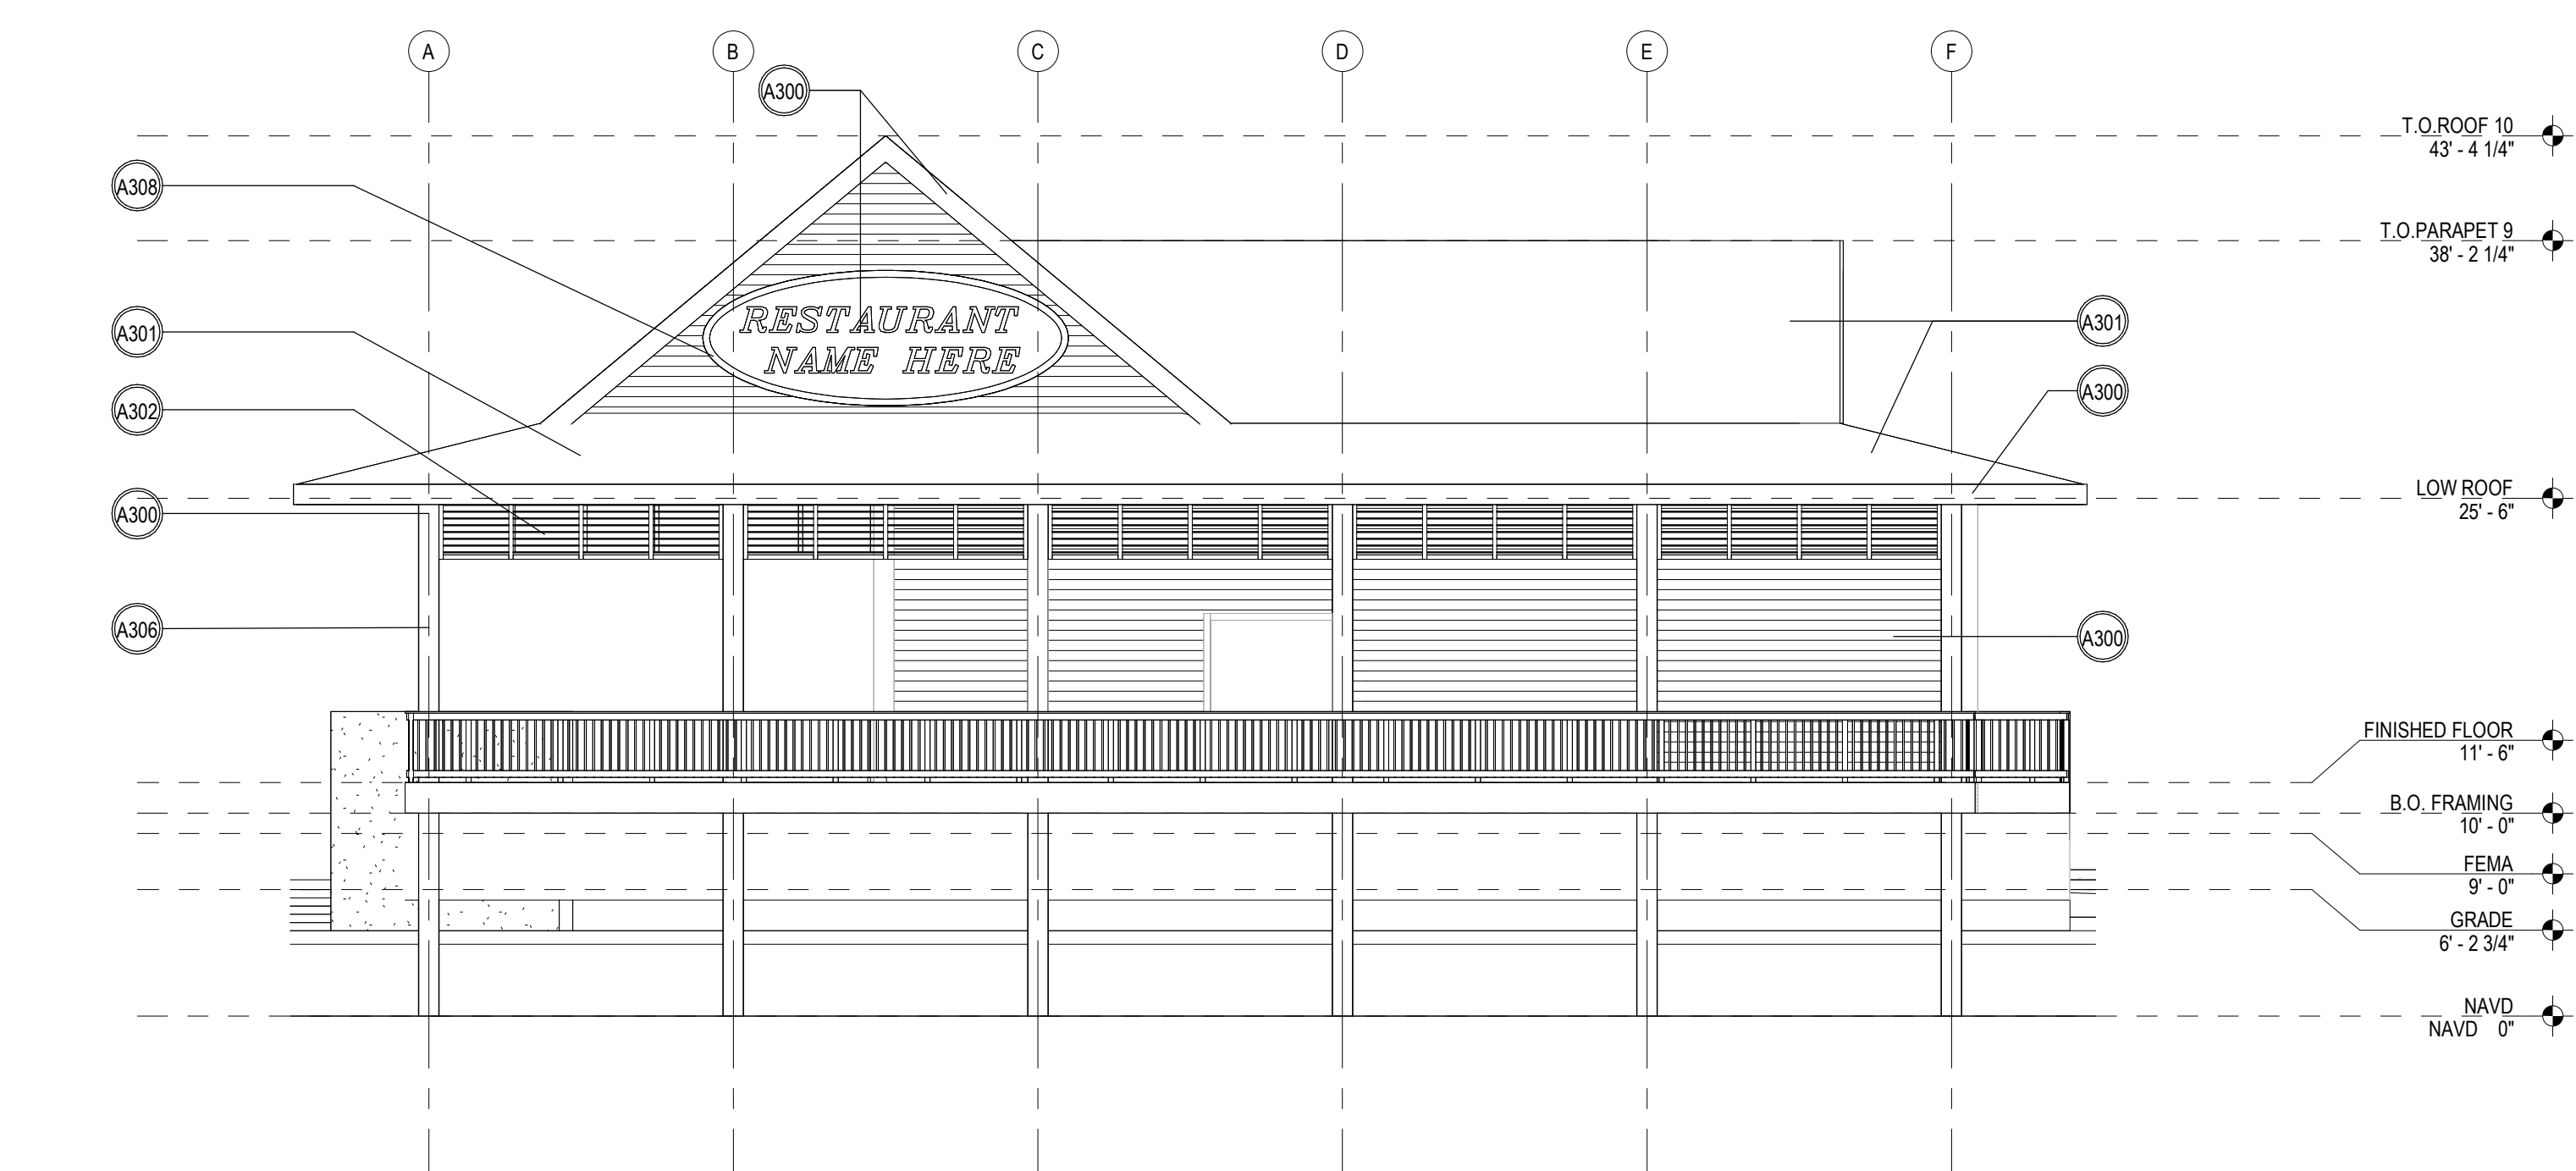 A
B
C
D
E
F
A300
T.O.ROOF 10
43' - 4 1/4"
A308
T.O.PARAPET 9
38' - 2 1/4"
RESTAURANT
NAME HERE
A301
A301
A302
A300
LOW ROOF
25' - 6"
A300
A306
A300
FINISHED FLOOR
11' - 6"
B.O. FRAMING
10' - 0"
FEMA
9' - 0"
GRADE
6' - 2 3/4"
NAVD
NAVD 0"